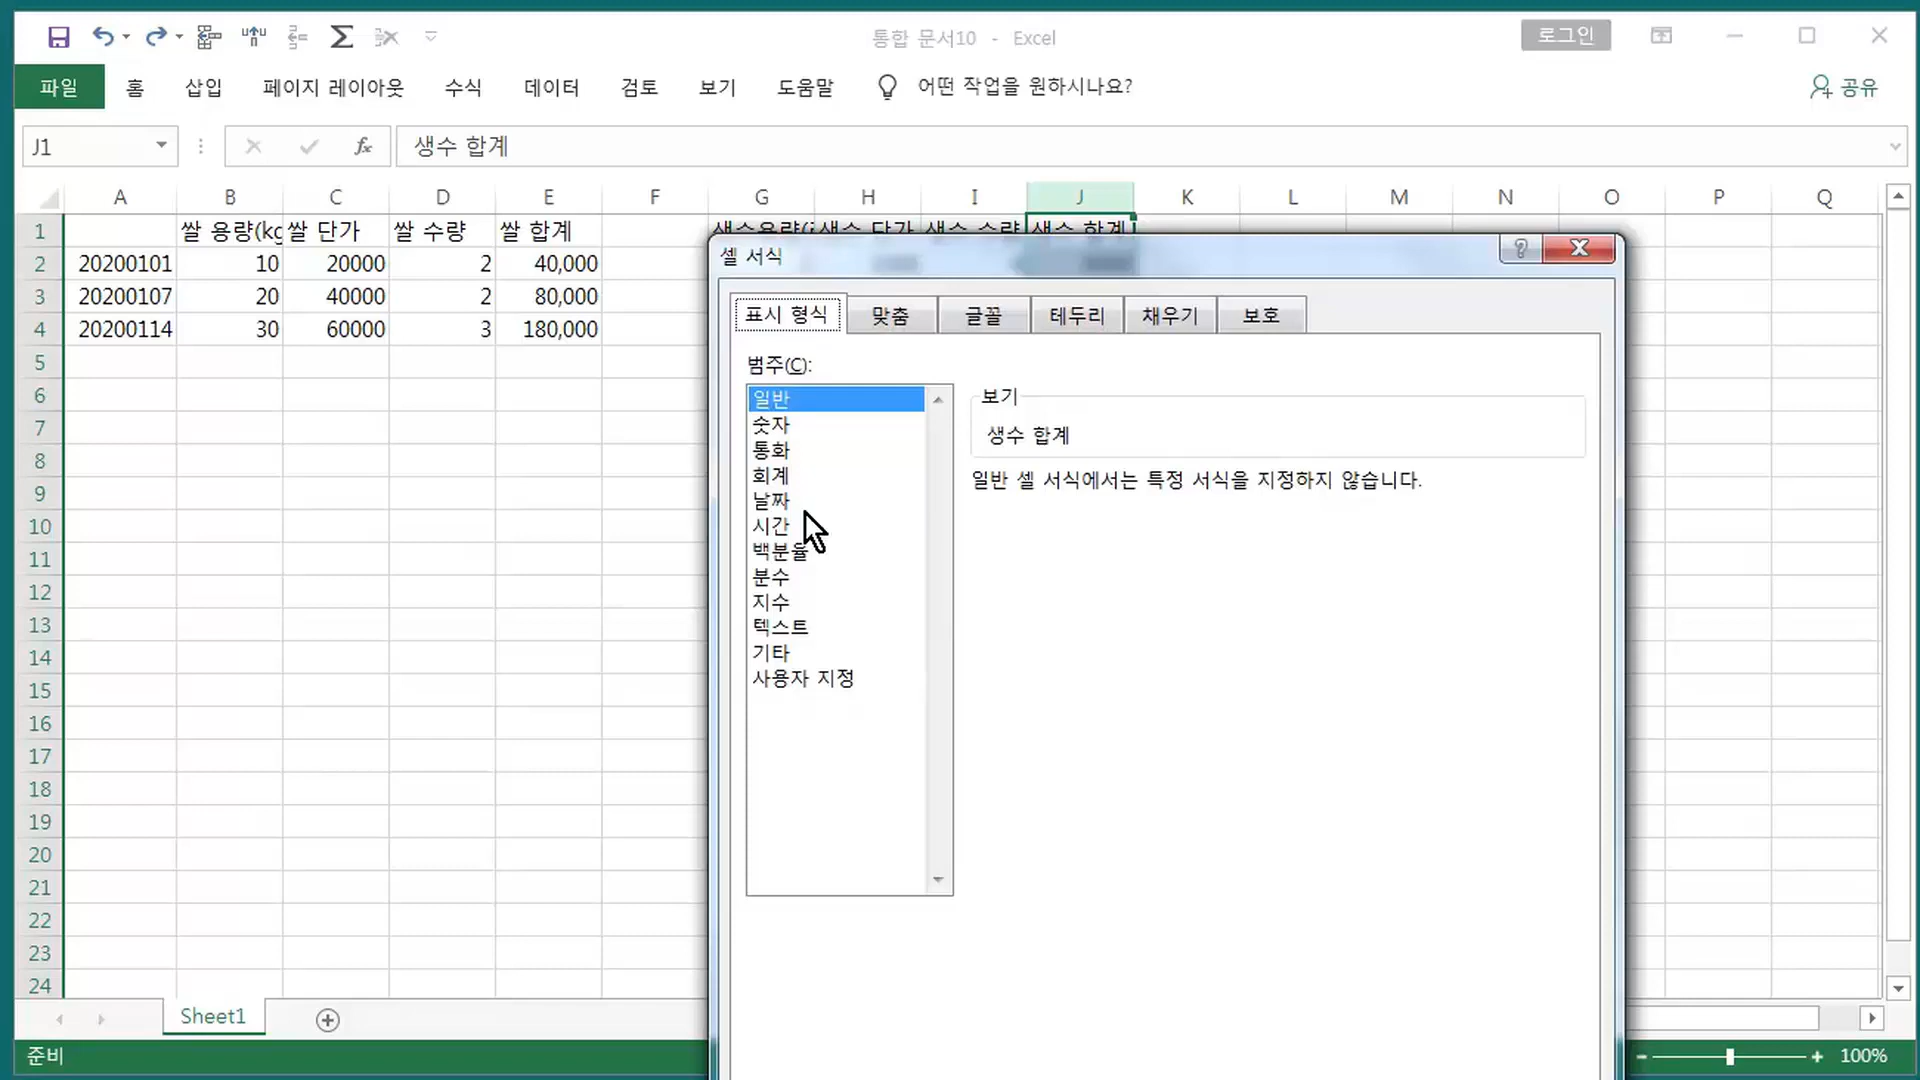 통합 문서10 - Excel
로그인
파일 홈 삽입 페이지 레이아웃 수식 데이터 검토 보기 도움말 어떤 작업을 원하시나요? 공유
J1 fx 생수 합계
A B C D E F G H I J K L M N O P Q
1 쌀 용량(kg 쌀 단가 쌀 수량 쌀 합계 생수 단가 생수 수량 생수 합계
2 20200101 10 20000 2 40,000
3 20200107 20 40000 2 80,000
4 20200114 30 60000 3 180,000
5
6
7
8
9
10
11
12
13
14
15
16
17
18
19
20
21
22
23
24
셀 서식
표시 형식 맞춤 글꼴 테두리 채우기 보호
범주(C):
일반
숫자
통화
회계
날짜
시간
백분율
분수
지수
텍스트
기타
사용자 지정
보기
생수 합계
일반 셀 서식에서는 특정 서식을 지정하지 않습니다.
Sheet1
준비
100%